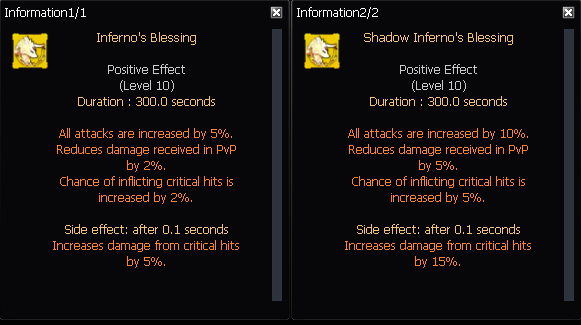 Information1/1
Inferno's Blessing
Positive Effect
(Level 10)
Duration : 300.0 seconds
All attacks are increased by 5%.
Reduces damage received in PvP
by 2%.
Chance of inflicting critical hits is
increased by 2%.
Side effect: after 0.1 seconds
Increases damage from critical hits
by 5%.
Information2/2
Shadow Inferno's Blessing
Positive Effect
(Level 10)
Duration : 300.0 seconds
All attacks are increased by 10%.
Reduces damage received in PvP
by 5%.
Chance of inflicting critical hits is
increased by 5%.
Side effect: after 0.1 seconds
Increases damage from critical hits
by 15%.